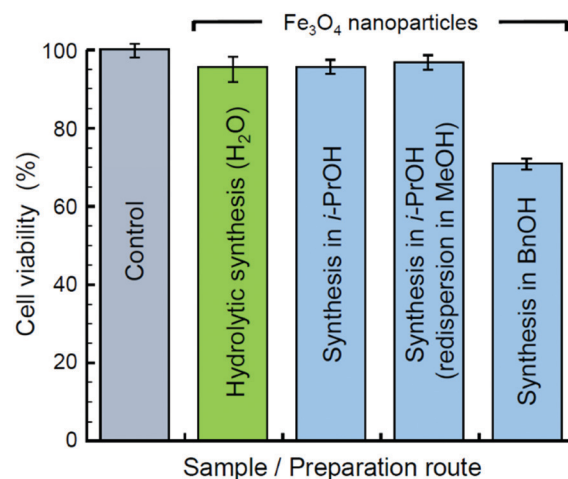 Fe₃O₄ nanoparticles
Cell viability (%)
100
80
60
40
20
0
Control
Hydrolytic synthesis (H₂O)
Synthesis in i-PrOH
Synthesis in i-PrOH
(redispersion in MeOH)
Synthesis in BnOH
Sample / Preparation route